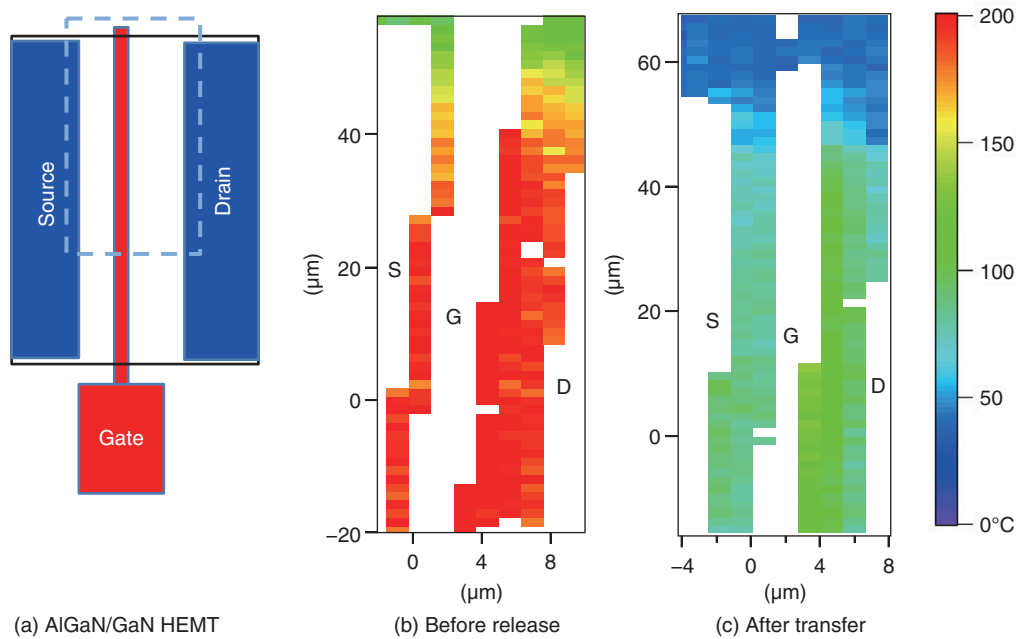 Source
Drain
Gate
(a) AlGaN/GaN HEMT
(µm)
40
20
0
−20
S
G
D
0
4
8
(µm)
(b) Before release
(µm)
60
40
20
0
S
G
D
−4
0
4
8
(µm)
(c) After transfer
200
150
100
50
0°C